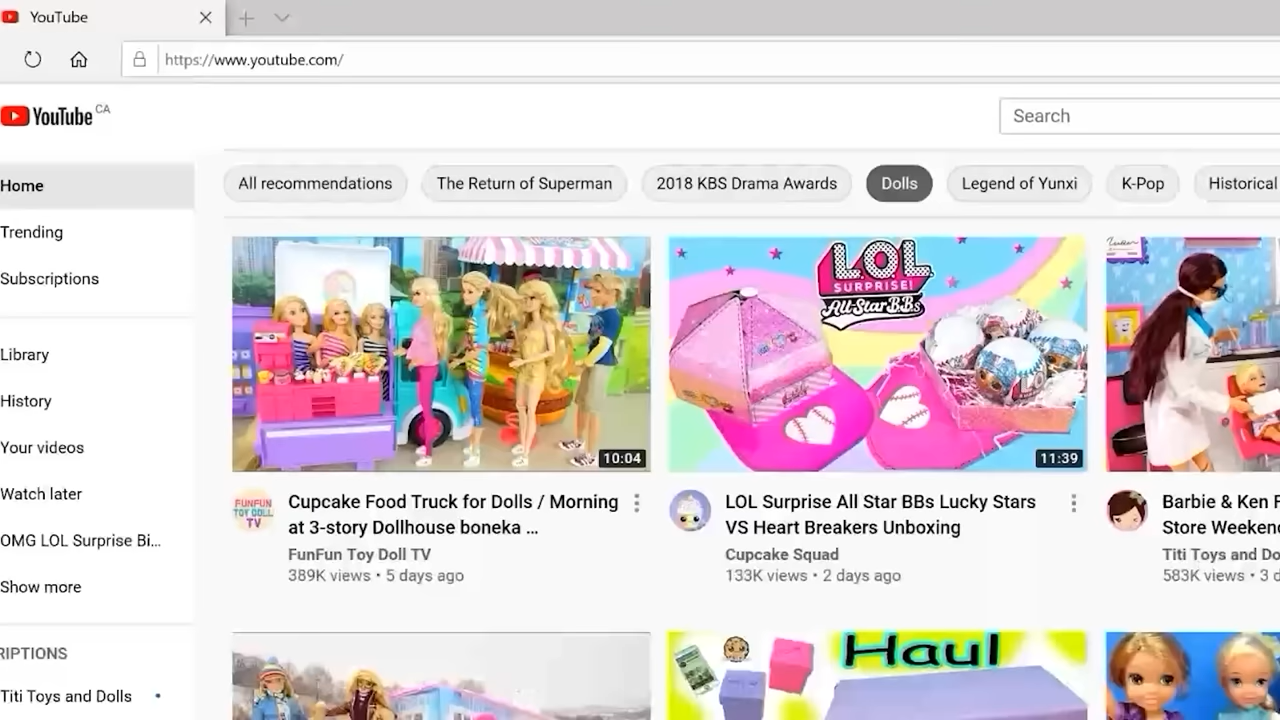 YouTube
https://www.youtube.com/
YouTube CA
Search
Home
Trending
Subscriptions
Library
History
Your videos
Watch later
OMG LOL Surprise Bi...
Show more
RIPTIONS
Titi Toys and Dolls
All recommendations
The Return of Superman
2018 KBS Drama Awards
Dolls
Legend of Yunxi
K-Pop
Historical
10:04
FUNFUN
TOY DOLL
TV
Cupcake Food Truck for Dolls / Morning
at 3-story Dollhouse boneka ...
FunFun Toy Doll TV
389K views • 5 days ago
L.O.L
SURPRISE!
All-Star B.B.s
11:39
LOL Surprise All Star BBs Lucky Stars
VS Heart Breakers Unboxing
Cupcake Squad
133K views • 2 days ago
Barbie & Ken F
Store Weekend
Titi Toys and Do
583K views • 3 d
Haul